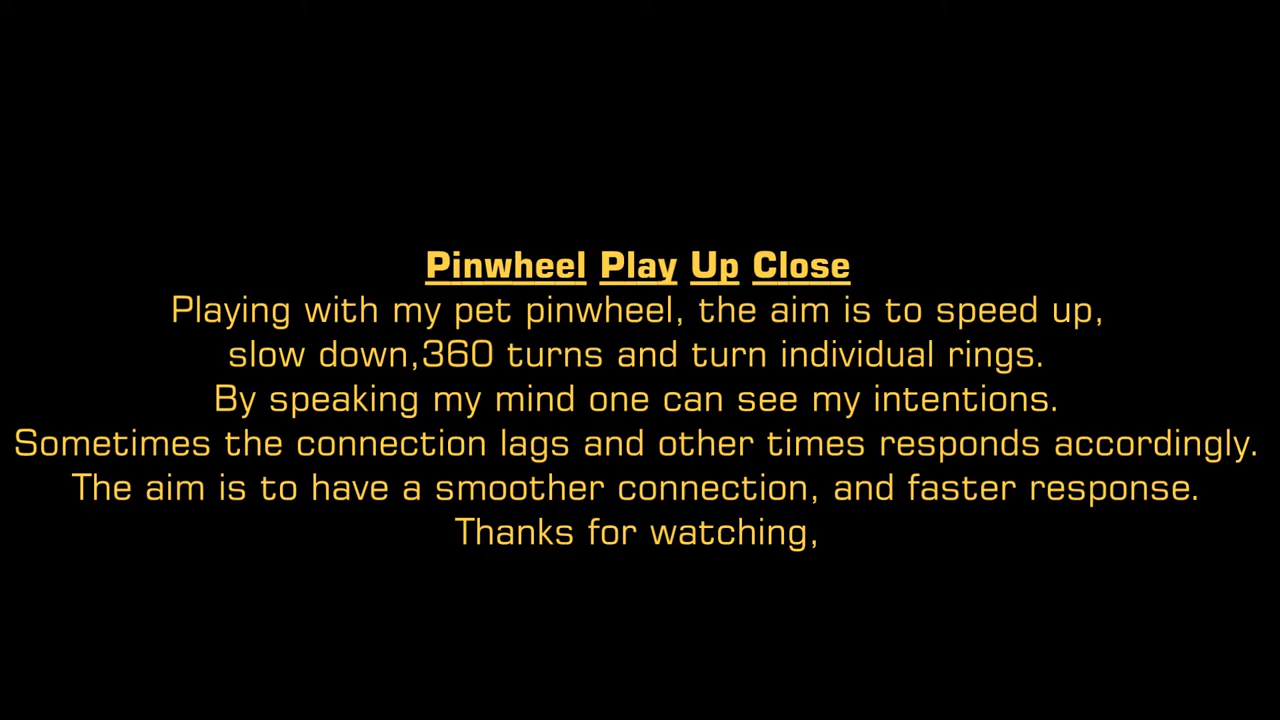 Pinwheel Play Up Close
Playing with my pet pinwheel, the aim is to speed up,
slow down,360 turns and turn individual rings.
By speaking my mind one can see my intentions.
Sometimes the connection lags and other times responds accordingly.
The aim is to have a smoother connection, and faster response.
Thanks for watching,